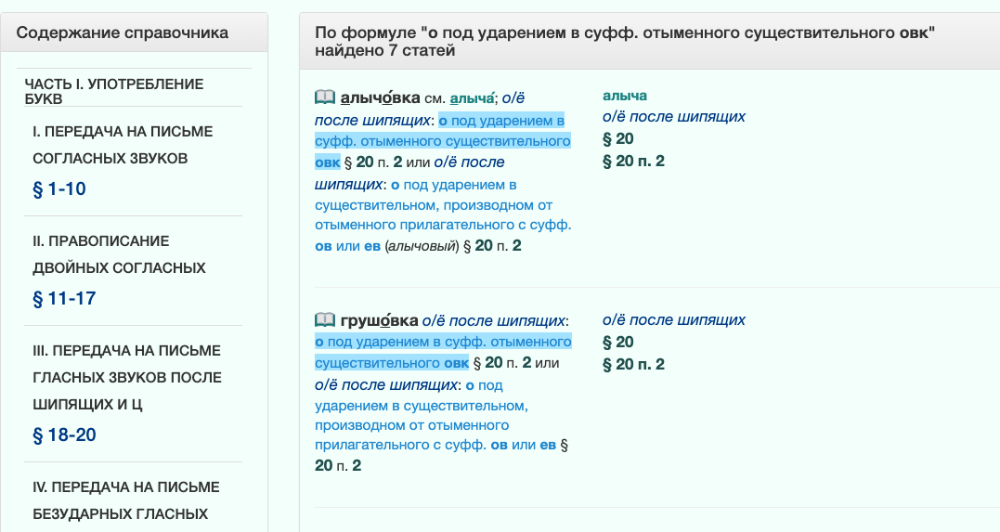 Содержание справочника
ЧАСТЬ I. УПОТРЕБЛЕНИЕ
БУКВ
I. ПЕРЕДАЧА НА ПИСЬМЕ
СОГЛАСНЫХ ЗВУКОВ
§ 1-10
II. ПРАВОПИСАНИЕ
ДВОЙНЫХ СОГЛАСНЫХ
§ 11-17
III. ПЕРЕДАЧА НА ПИСЬМЕ
ГЛАСНЫХ ЗВУКОВ ПОСЛЕ
ШИПЯЩИХ И Ц
§ 18-20
IV. ПЕРЕДАЧА НА ПИСЬМЕ
БЕЗУДАРНЫХ ГЛАСНЫХ
По формуле "о под ударением в суфф. отыменного существительного овк"
найдено 7 статей
алычо́вка см. алыча́; о/ё
после шипящих: о под ударением в
суфф. отыменного существительного
овк § 20 п. 2 или о/ё после
шипящих: о под ударением в
существительном, производном от
отыменного прилагательного с суфф.
ов или ев (алычовый) § 20 п. 2
алыча
о/ё после шипящих
§ 20
§ 20 п. 2
грушо́вка о/ё после шипящих:
о под ударением в суфф. отыменного
существительного овк § 20 п. 2 или
о/ё после шипящих: о под
ударением в существительном,
производном от отыменного
прилагательного с суфф. ов или ев §
20 п. 2
о/ё после шипящих
§ 20
§ 20 п. 2